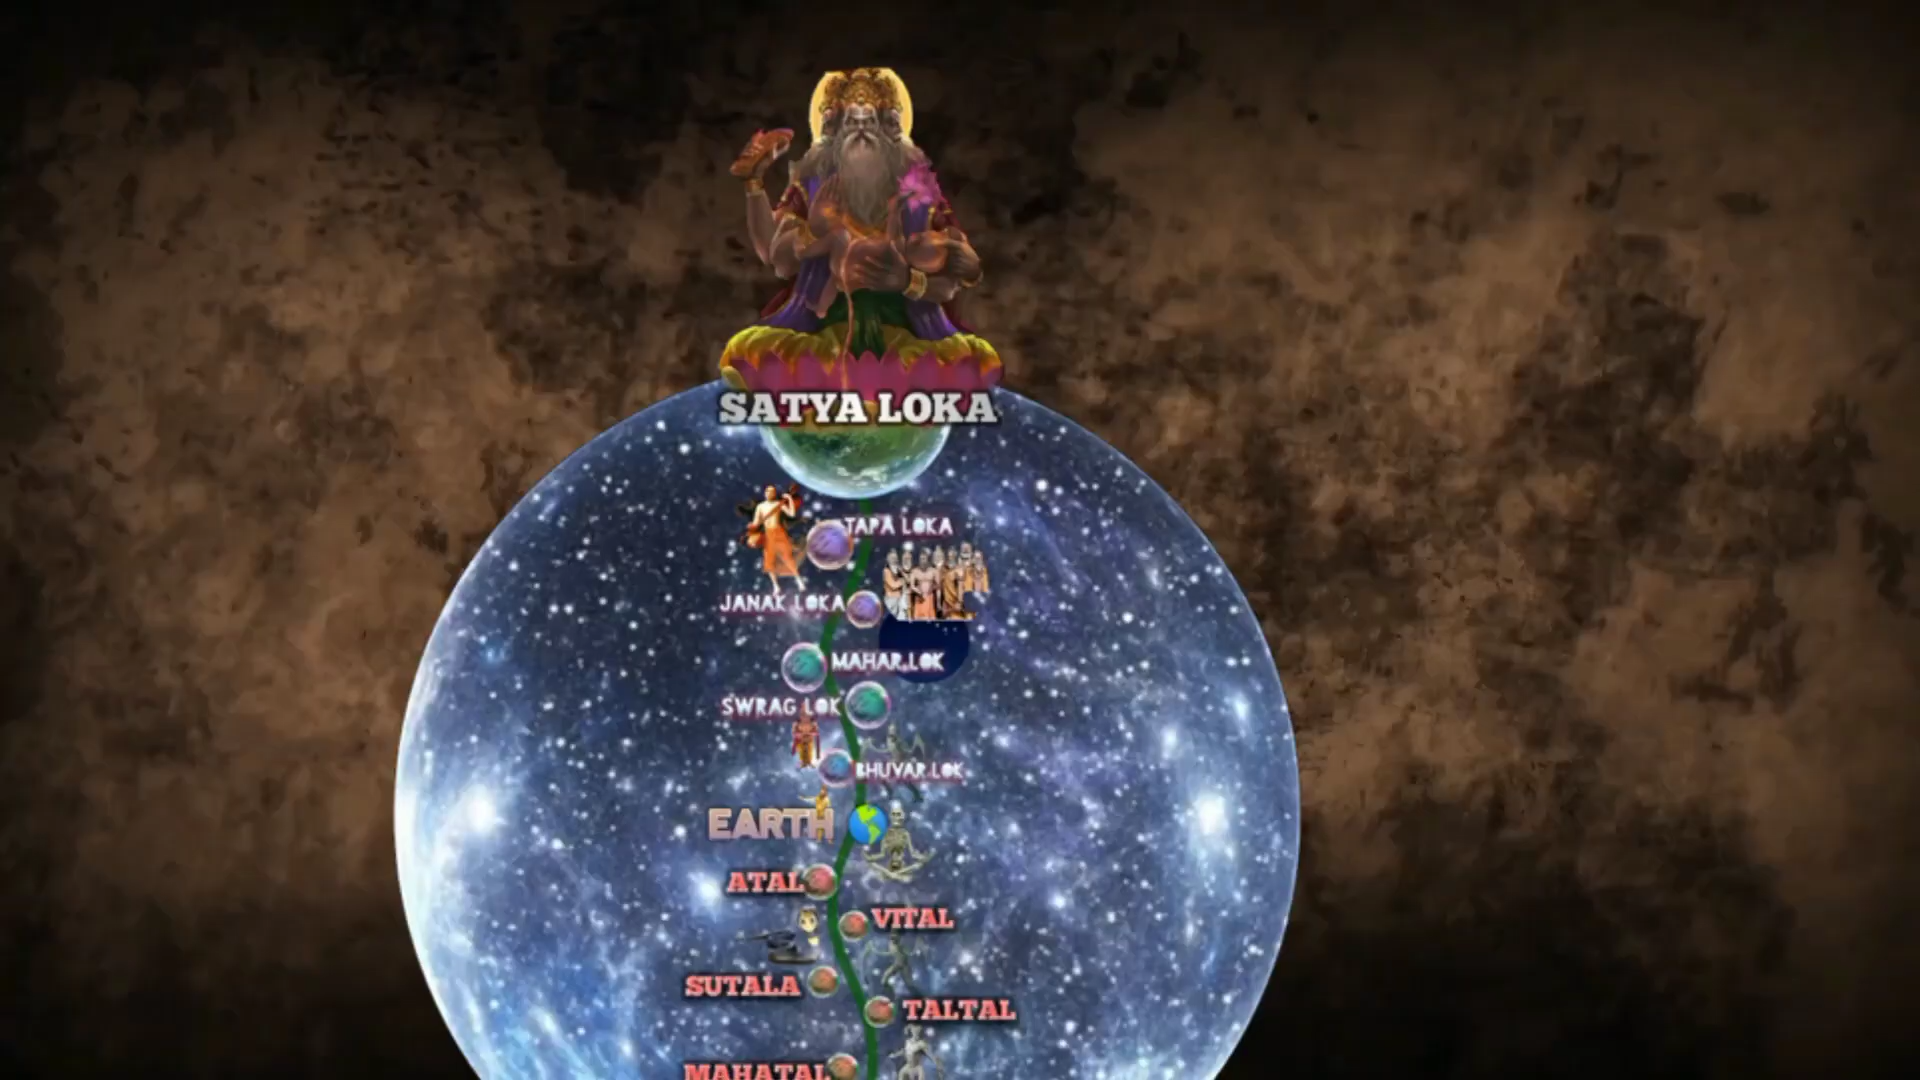 SATYA LOKA
TAPA LOKA
JANAK LOKA
MAHAR LOK
SWRAG LOK
BHUVAR LOK
EARTH
ATAL
VITAL
SUTALA
TALTAL
MAHATAL